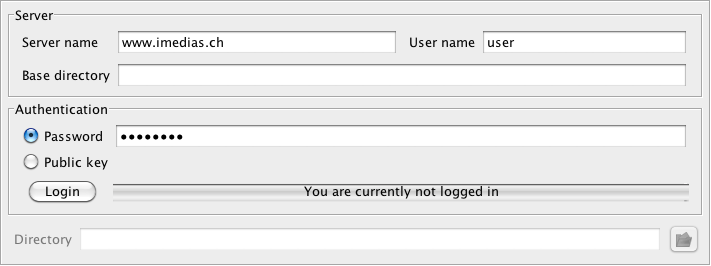 Server
Server name www.imedias.ch User name user
Base directory
Authentication
Password ••••••••
Public key
Login You are currently not logged in
Directory